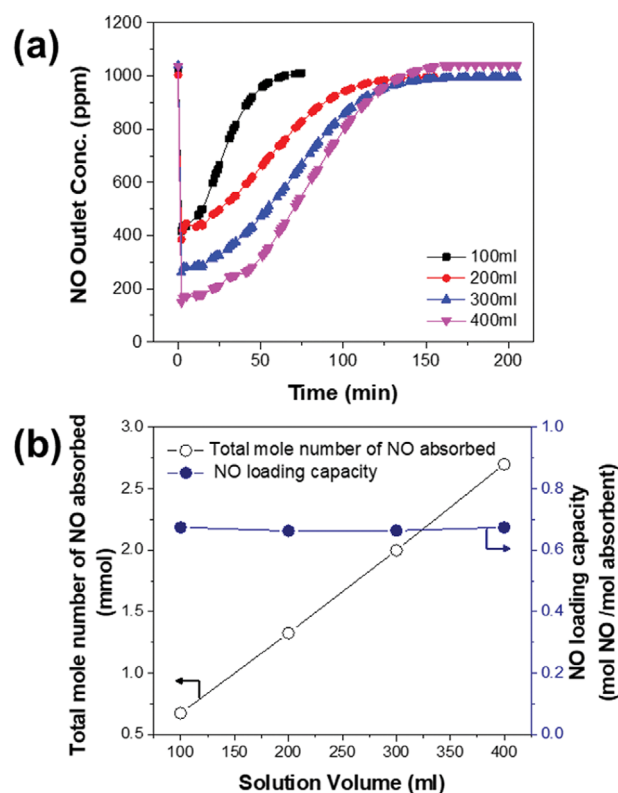 (a)
1200
1000
800
600
400
200
0
NO Outlet Conc. (ppm)
100ml
200ml
300ml
400ml
0 50 100 150 200
Time (min)
(b)
3.0
2.5
2.0
1.5
1.0
0.5
Total mole number of NO absorbed
(mmol)
Total mole number of NO absorbed
NO loading capacity
1.0
0.9
0.8
0.6
0.4
0.3
0.2
0.0
NO loading capacity
(mol NO /mol absorbent)
100 200 300 400
Solution Volume (ml)